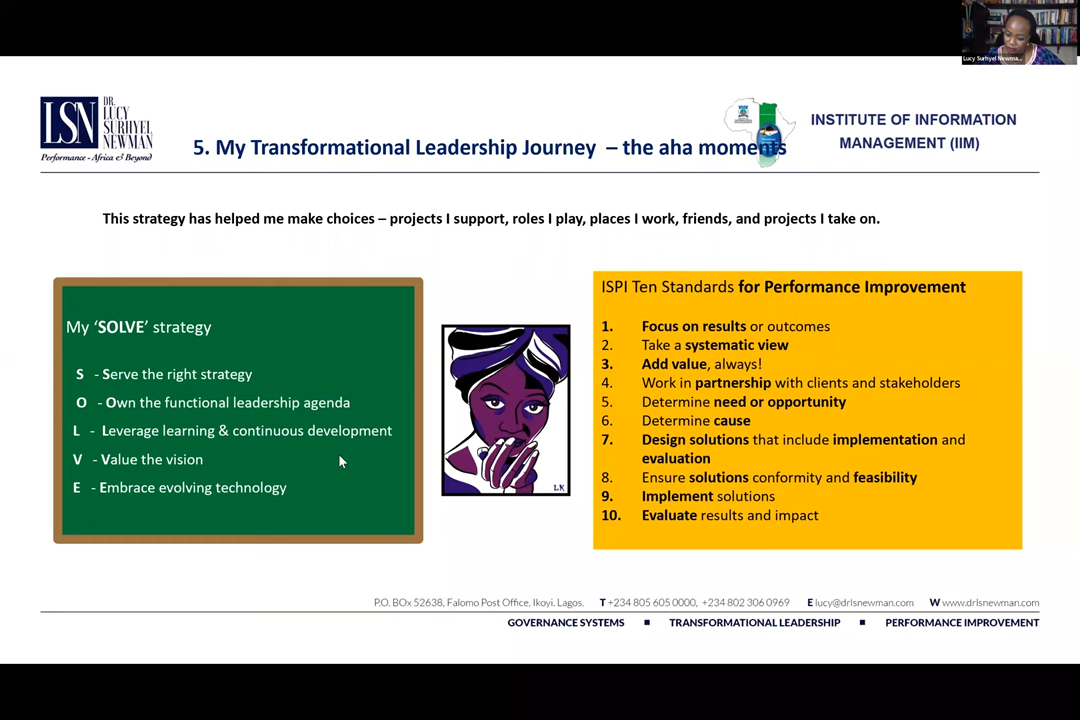 Lucy Surhyel Newma...
LSN
DR.
LUCY
SURHYEL
NEWMAN
Performance - Africa & Beyond
5. My Transformational Leadership Journey – the aha moments
INSTITUTE OF INFORMATION
MANAGEMENT (IIM)
This strategy has helped me make choices – projects I support, roles I play, places I work, friends, and projects I take on.
My ‘SOLVE’ strategy
S - Serve the right strategy
O - Own the functional leadership agenda
L - Leverage learning & continuous development
V - Value the vision
E - Embrace evolving technology
L.K
ISPI Ten Standards for Performance Improvement
1. Focus on results or outcomes
2. Take a systematic view
3. Add value, always!
4. Work in partnership with clients and stakeholders
5. Determine need or opportunity
6. Determine cause
7. Design solutions that include implementation and
evaluation
8. Ensure solutions conformity and feasibility
9. Implement solutions
10. Evaluate results and impact
P.O. BOx 52638, Falomo Post Office, Ikoyi. Lagos. T +234 805 605 0000, +234 802 306 0969 E lucy@drlsnewman.com W www.drlsnewman.com
GOVERNANCE SYSTEMS ■ TRANSFORMATIONAL LEADERSHIP ■ PERFORMANCE IMPROVEMENT